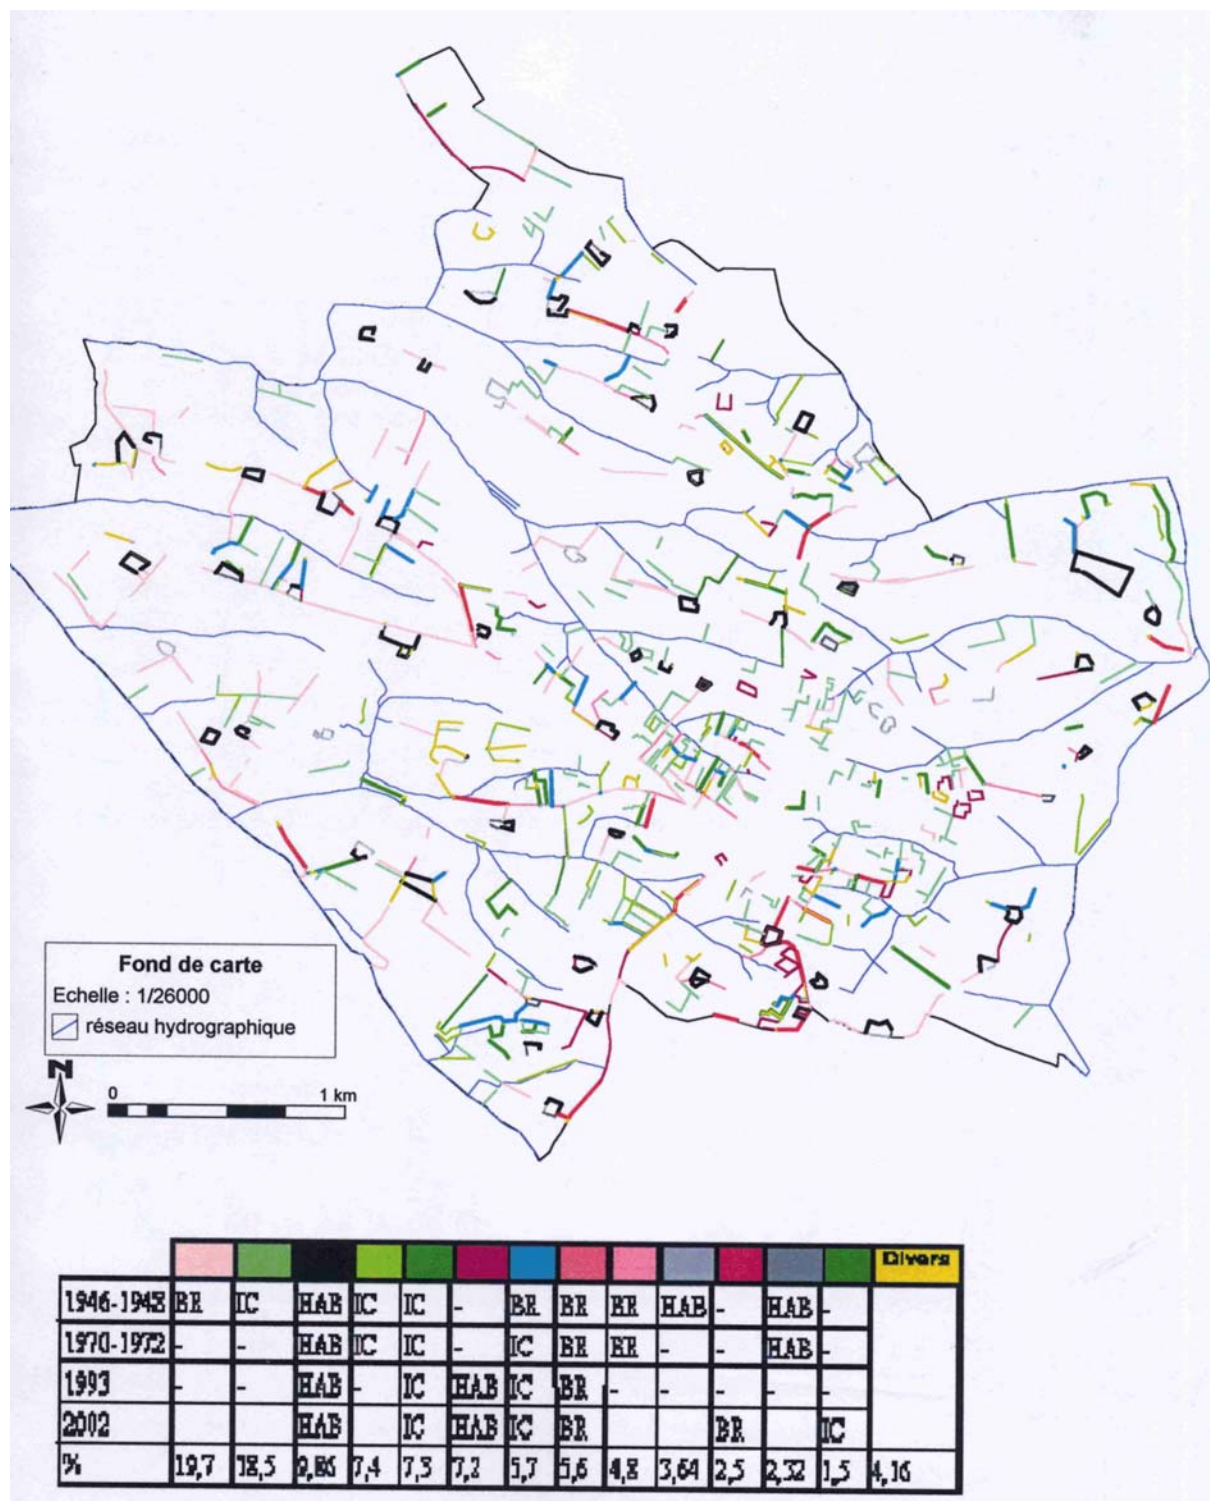 Fond de carte
Echelle : 1/26000
réseau hydrographique
N
0 1 km
Divers
1946-1948 BR IC HAB IC IC - BR BR BR HAB - HAB -
1970-1972 - - HAB IC IC - IC BR BR - - HAB -
1993 - - HAB - IC HAB IC BR - - - - -
2002 HAB IC HAB IC BR BR IC
% 19,7 18,5 9,86 7,4 7,3 7,2 5,7 5,6 4,8 3,64 2,5 2,32 1,5 4,16